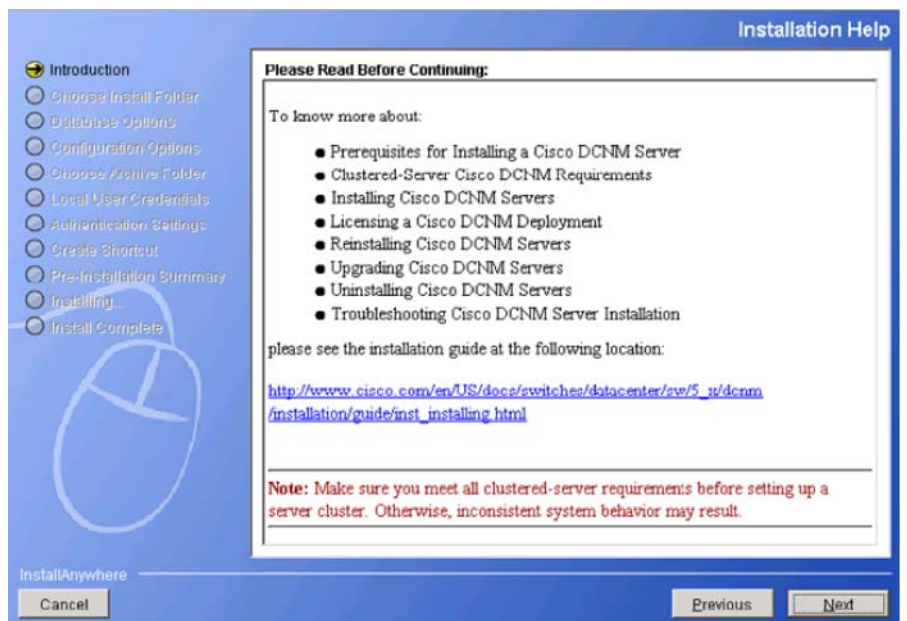 Installation Help
Introduction
Choose Install Folder
Database Options
Configuration Options
Choose Archive Folder
Local User Credentials
Authentication Settings
Create Shortcut
Pre-Installation Summary
Installing...
Install Complete
Please Read Before Continuing:
To know more about:
● Prerequisites for Installing a Cisco DCNM Server
● Clustered-Server Cisco DCNM Requirements
● Installing Cisco DCNM Servers
● Licensing a Cisco DCNM Deployment
● Reinstalling Cisco DCNM Servers
● Upgrading Cisco DCNM Servers
● Uninstalling Cisco DCNM Servers
● Troubleshooting Cisco DCNM Server Installation
please see the installation guide at the following location:
http://www.cisco.com/en/US/docs/switches/datacenter/sw/5_x/dcnm
/installation/guide/inst_installing.html
Note: Make sure you meet all clustered-server requirements before setting up a
server cluster. Otherwise, inconsistent system behavior may result.
InstallAnywhere
Cancel
Previous
Next